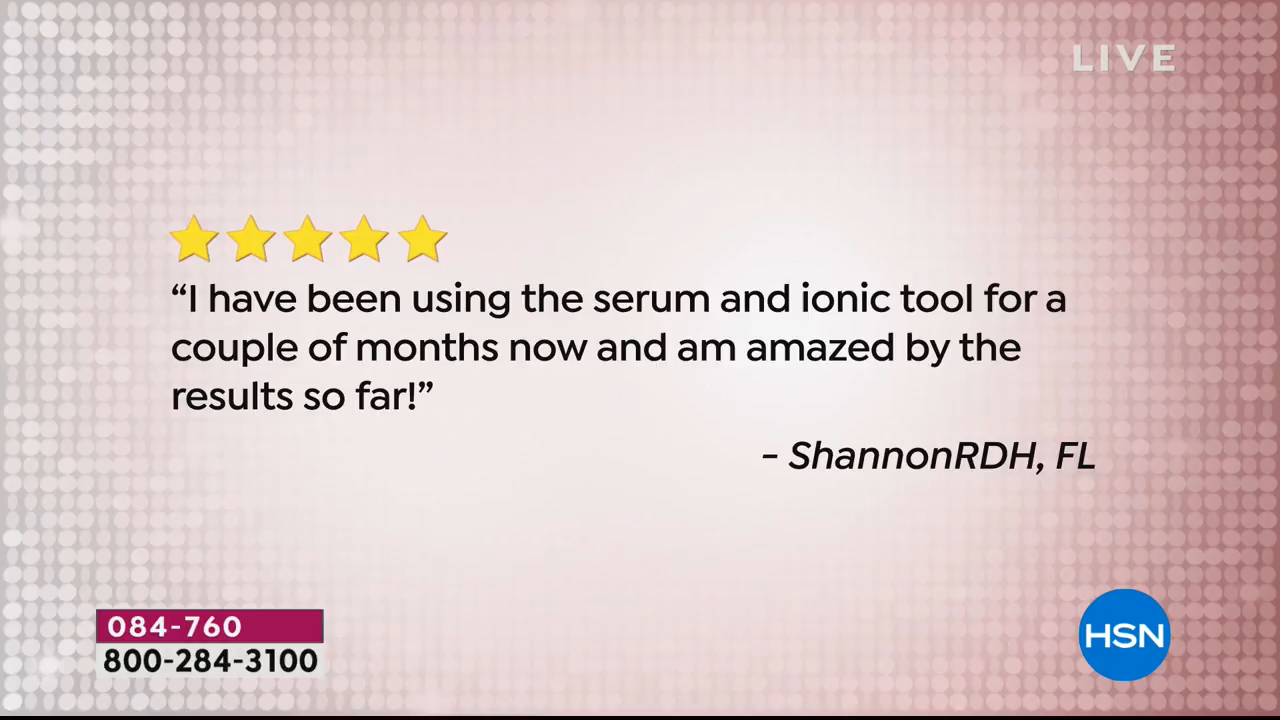 LIVE
“I have been using the serum and ionic tool for a
couple of months now and am amazed by the
results so far!”
- ShannonRDH, FL
084-760
800-284-3100
HSN